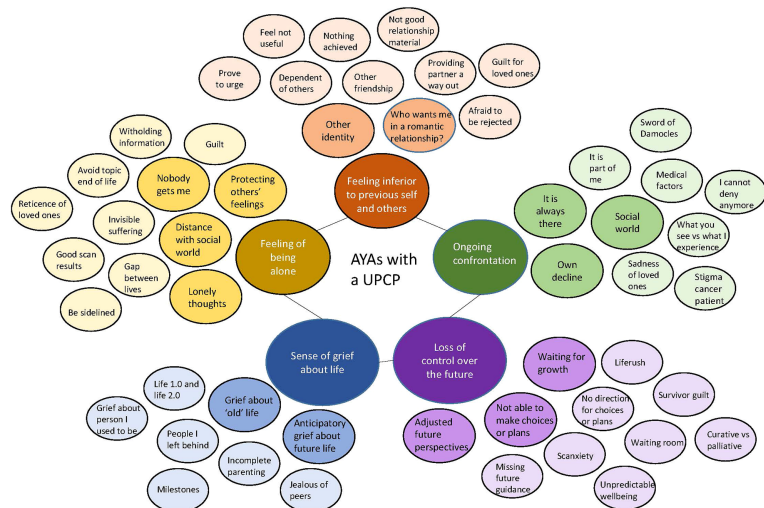 Feel not
useful
Nothing
achieved
Not good
relationship
material
Prove
to urge
Dependent
of others
Other
friendship
Providing
partner a
way out
Guilt for
loved ones
Other
identity
Who wants me
in a romantic
relationship?
Afraid to
be rejected
Feeling inferior
to previous self
and others
Witholding
information
Guilt
Avoid topic
end of life
Nobody
gets me
Protecting
others'
feelings
Reticence of
loved ones
Invisible
suffering
Distance
with social
world
Good scan
results
Gap
between
lives
Lonely
thoughts
Be sidelined
Feeling of
being
alone
AYAs with
a UPCP
Ongoing
confrontation
Sword of
Damocles
It is
part of
me
Medical
factors
I cannot
deny
anymore
It is
always
there
Social
world
What you
see vs what I
experience
Own
decline
Sadness
of loved
ones
Stigma
cancer
patient
Sense of grief
about life
Life 1.0 and
life 2.0
Grief about
'old' life
Grief about
person I
used to be
People I
left behind
Anticipatory
grief about
future life
Incomplete
parenting
Milestones
Jealous of
peers
Loss of
control over
the future
Waiting for
growth
Liferush
Adjusted
future
perspectives
Not able to
make choices
or plans
No direction
for choices
or plans
Survivor guilt
Scanxiety
Waiting room
Curative vs
palliative
Missing
future
guidance
Unpredictable
wellbeing